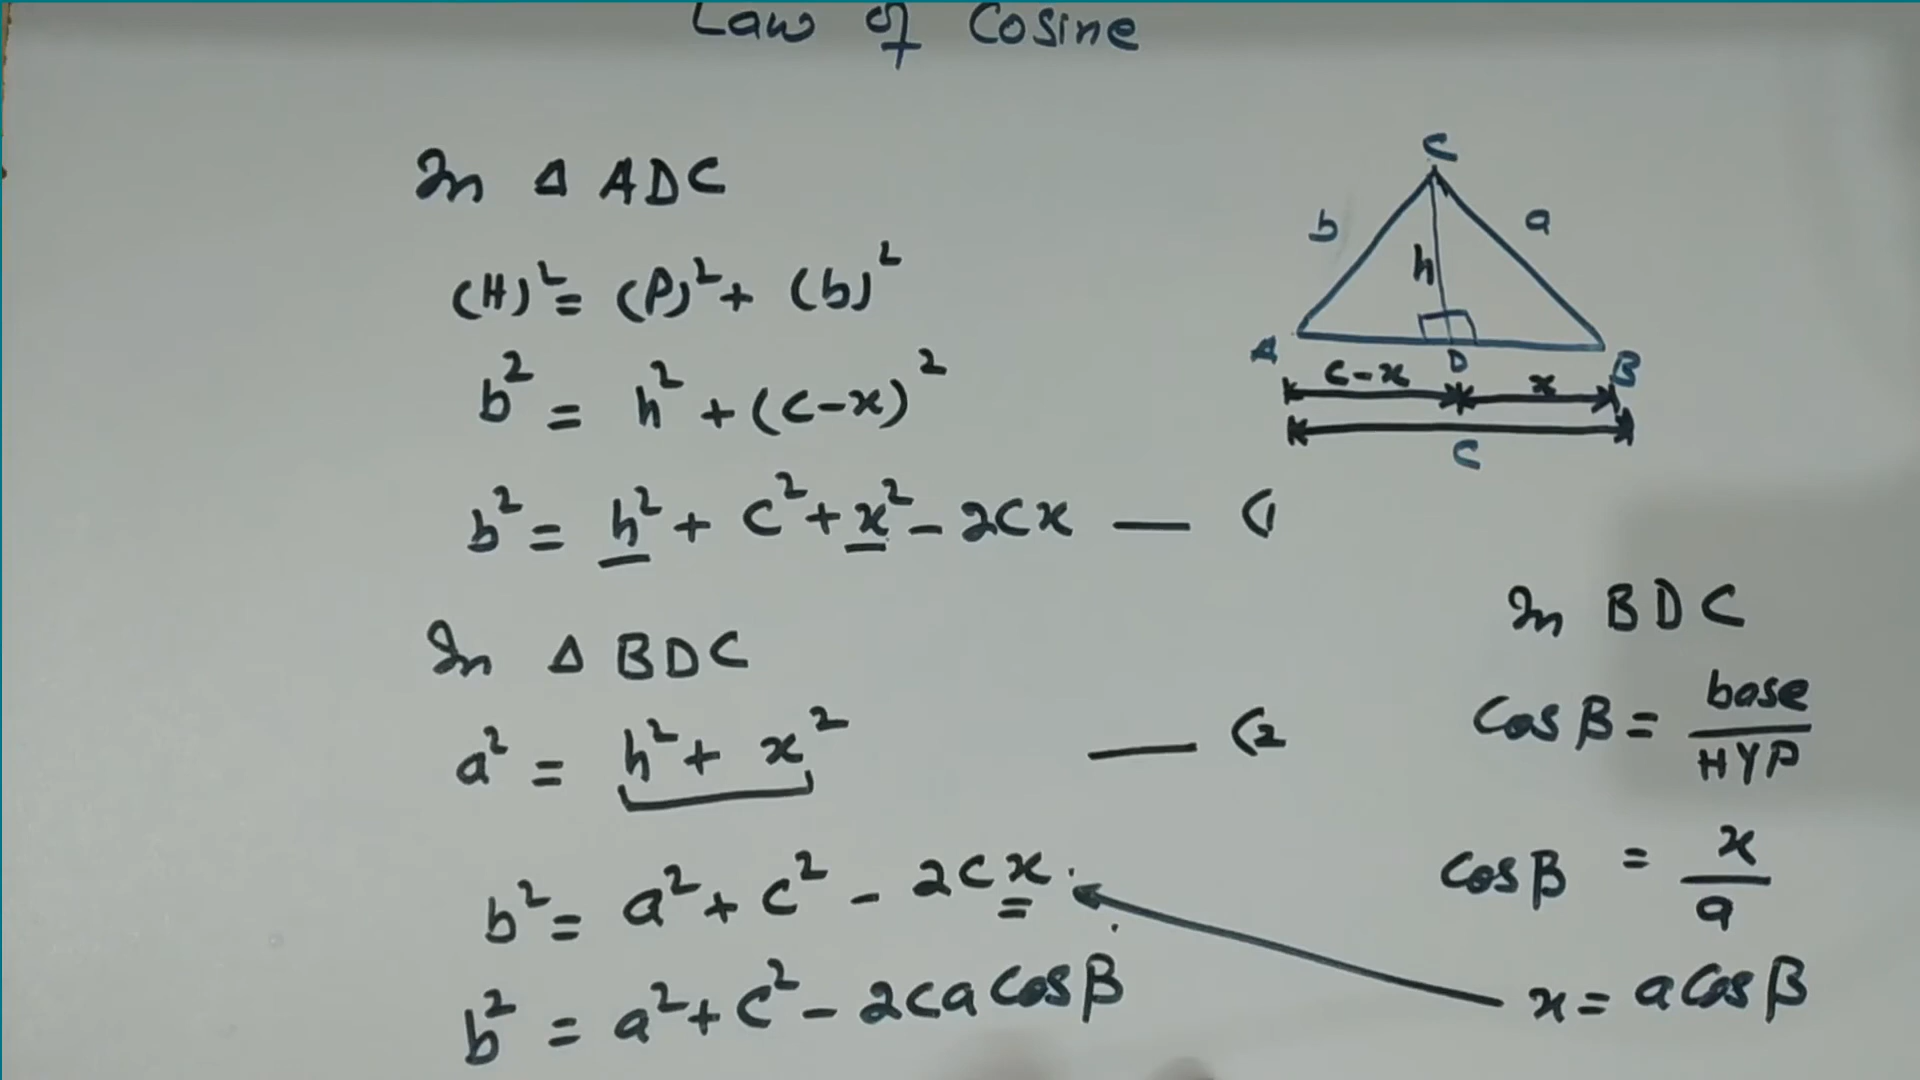 Law of Cosine
In Δ ADC
(H)² = (P)² + (b)²
b² = h² + (c-x)²
b² = h² + c² + x² - 2cx — (1
In Δ BDC
a² = h² + x² — (2
b² = a² + c² - 2cx
b² = a² + c² - 2ca cos β
C
b
a
h
A
D
B
c-x
x
c
In BDC
cos β = base / HYP
cos β = x / a
x = a cos β